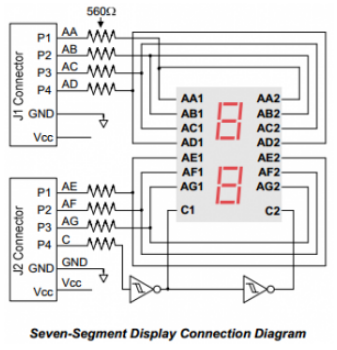 560Ω
J1 Connector
P1 AA
P2 AB
P3 AC
P4 AD
GND
Vcc
AA1 AA2
AB1 AB2
AC1 AC2
AD1 AD2
AE1 AE2
AF1 AF2
AG1 AG2
C1 C2
J2 Connector
P1 AE
P2 AF
P3 AG
P4 C
GND GND
Vcc Vcc
Seven-Segment Display Connection Diagram